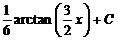 1/6 arctan(3/2 x) + C